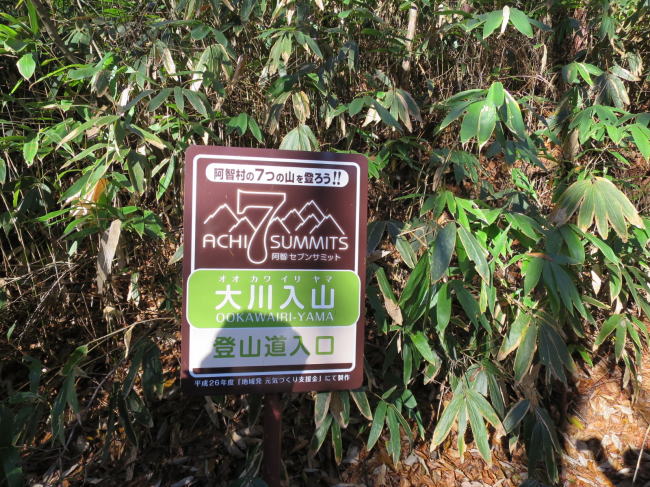 阿智村の7つの山を登ろう!!
ACHI 7 SUMMITS
阿智セブンサミット
オオカワイリヤマ
大川入山
OOKAWAIRI-YAMA
登山道入口
平成26年度「地域発 元気づくり支援金」にて製作